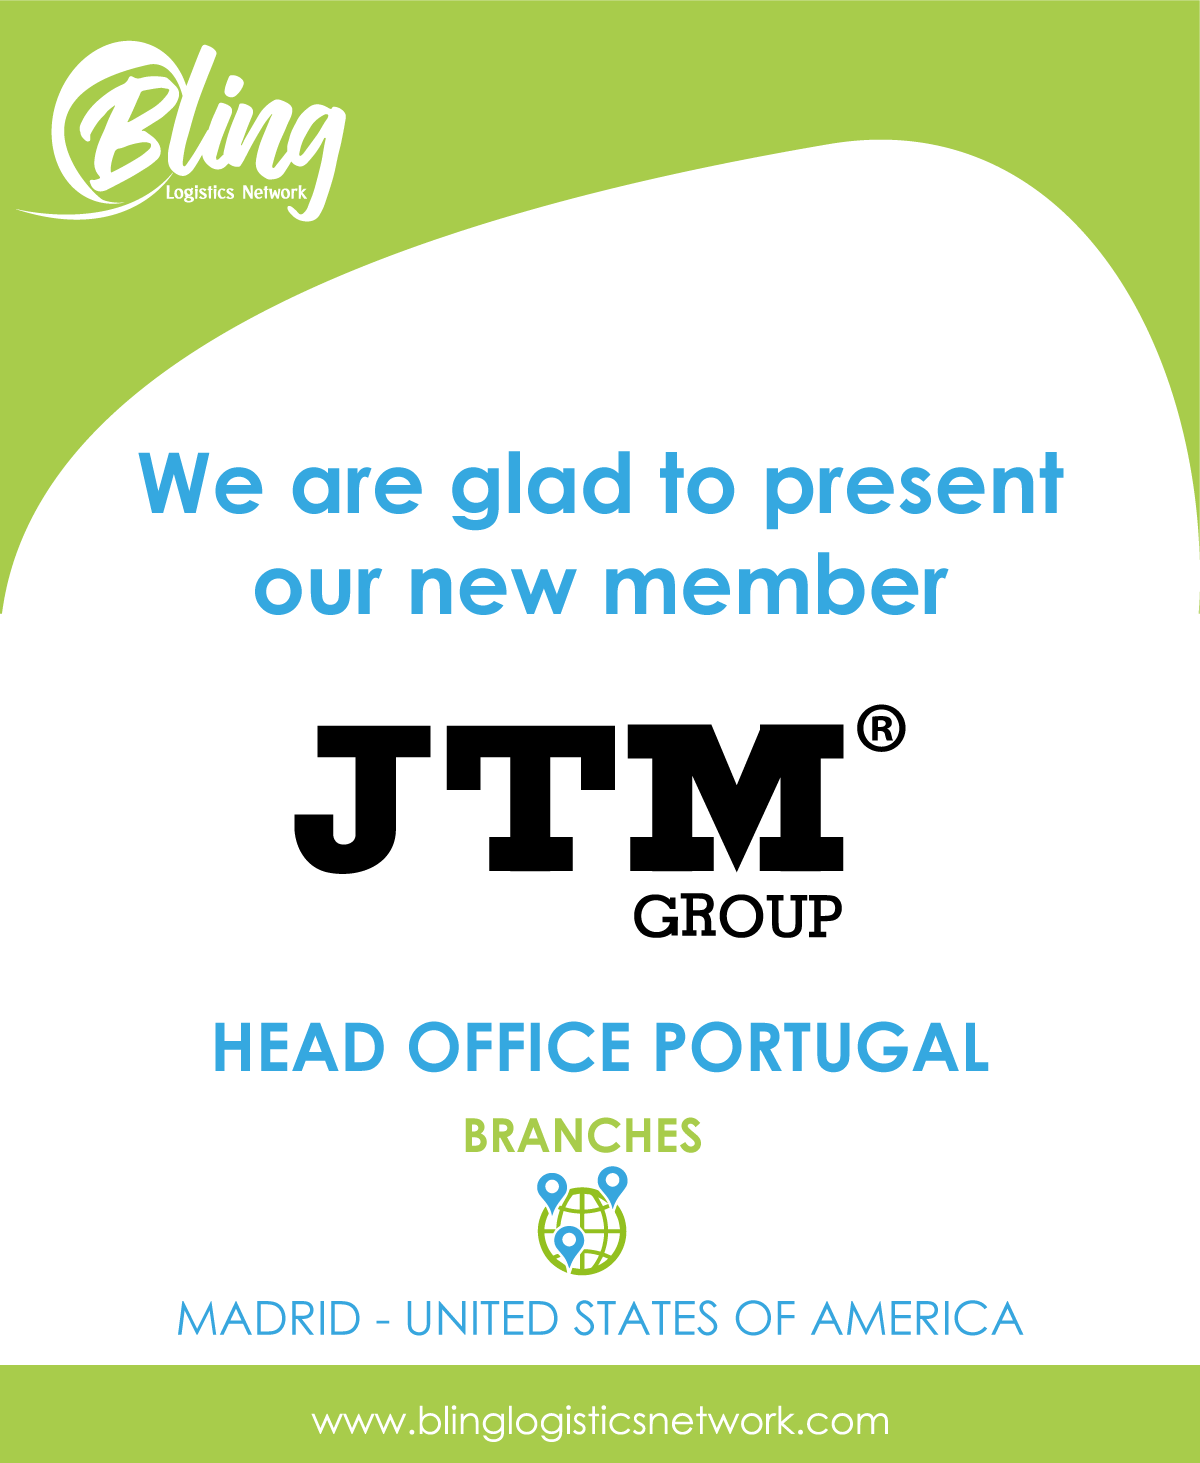 Bling
Logistics Network
We are glad to present
our new member
JTM®
GROUP
HEAD OFFICE PORTUGAL
BRANCHES
MADRID - UNITED STATES OF AMERICA
www.blinglogisticsnetwork.com